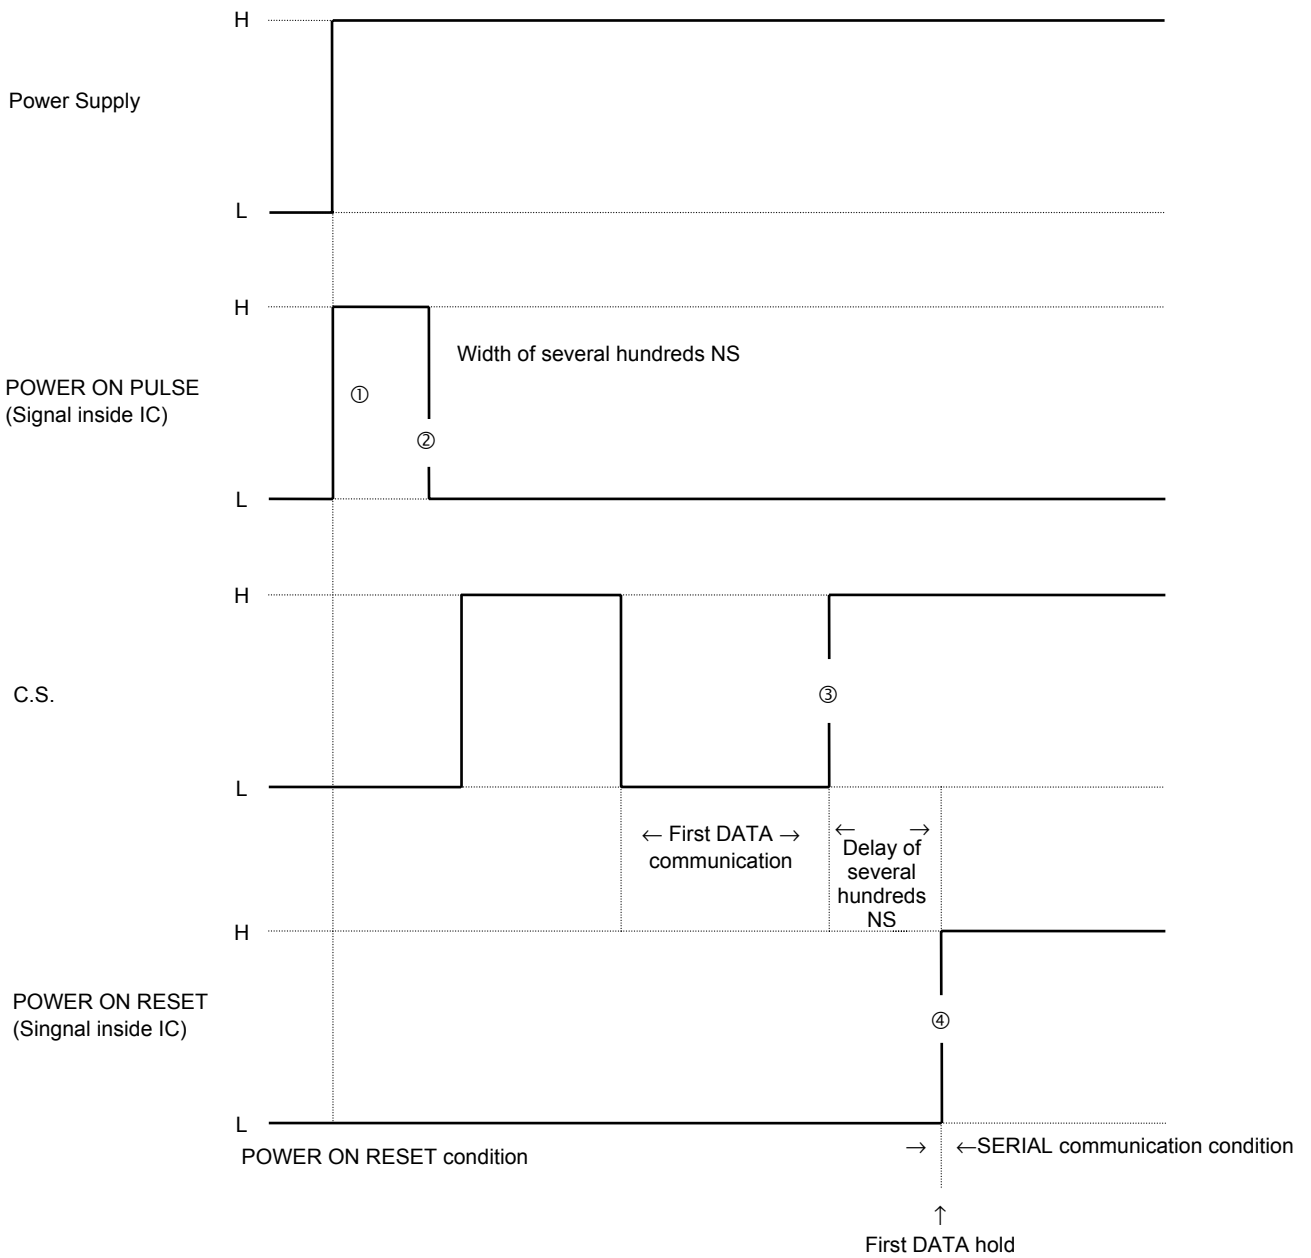 H
Power Supply
L
H
Width of several hundreds NS
POWER ON PULSE
(Signal inside IC)
①
②
L
H
C.S.
③
L
← First DATA →
communication
← →
Delay of
several
hundreds
NS
H
POWER ON RESET
(Singnal inside IC)
④
L
POWER ON RESET condition
→ ←SERIAL communication condition
↑
First DATA hold